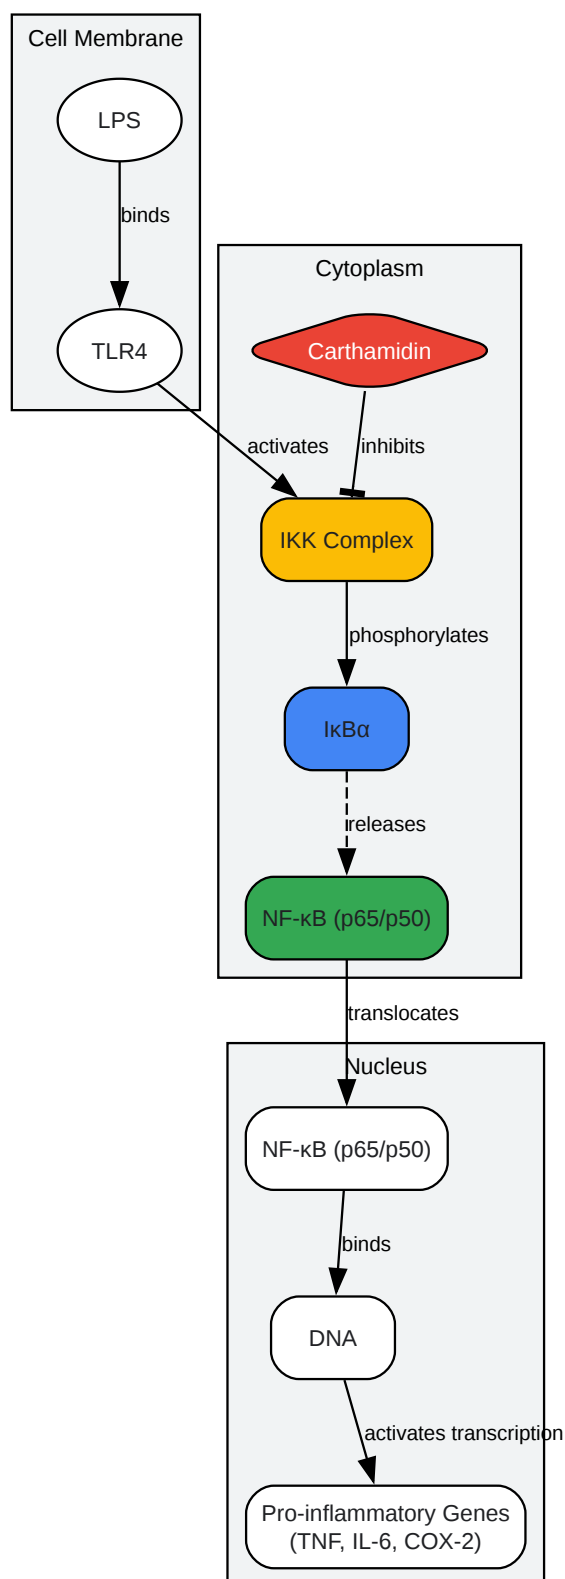 Cell Membrane
LPS
binds
TLR4
Cytoplasm
Carthamidin
activates
inhibits
IKK Complex
phosphorylates
IκBα
releases
NF-κB (p65/p50)
translocates
Nucleus
NF-κB (p65/p50)
binds
DNA
activates transcription
Pro-inflammatory Genes
(TNF, IL-6, COX-2)